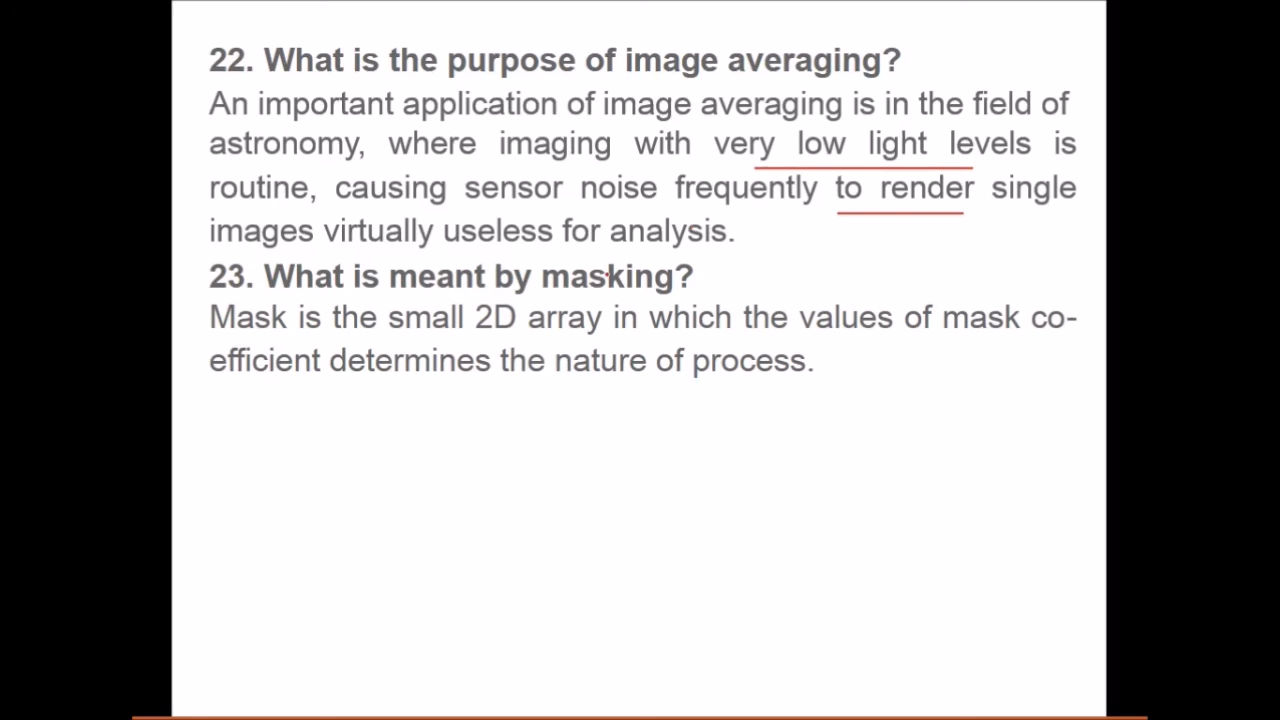 22. What is the purpose of image averaging?
An important application of image averaging is in the field of
astronomy, where imaging with very low light levels is
routine, causing sensor noise frequently to render single
images virtually useless for analysis.
23. What is meant by masking?
Mask is the small 2D array in which the values of mask co-
efficient determines the nature of process.